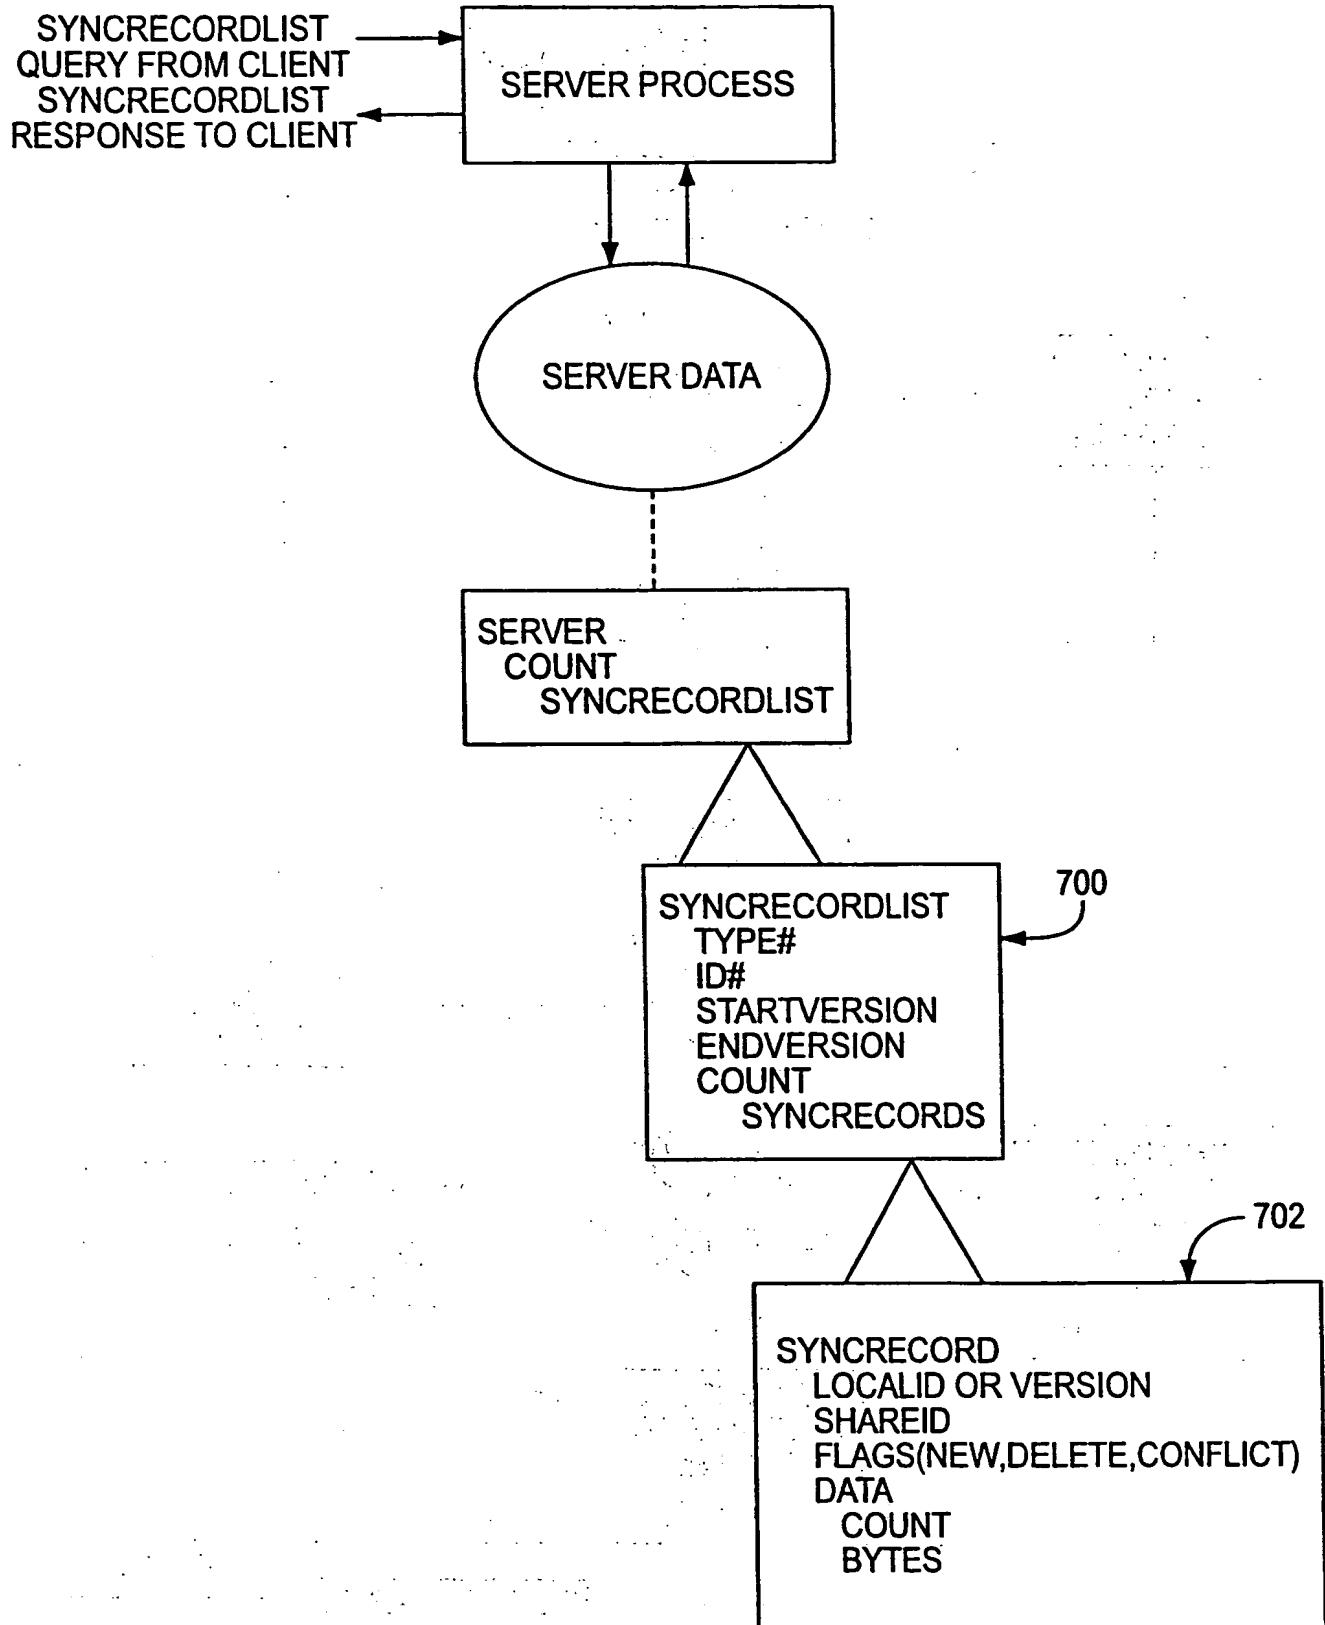 SYNCRECORDLIST
QUERY FROM CLIENT
SYNCRECORDLIST
RESPONSE TO CLIENT
SERVER PROCESS
SERVER DATA
SERVER
COUNT
SYNCRECORDLIST
700
SYNCRECORDLIST
TYPE#
ID#
STARTVERSION
ENDVERSION
COUNT
SYNCRECORDS
702
SYNCRECORD
LOCALID OR VERSION
SHAREID
FLAGS(NEW,DELETE,CONFLICT)
DATA
COUNT
BYTES